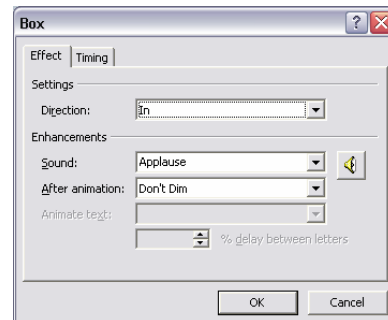 Box
Effect Timing
Settings
Direction: In
Enhancements
Sound: Applause
After animation: Don't Dim
Animate text:
% delay between letters
OK Cancel